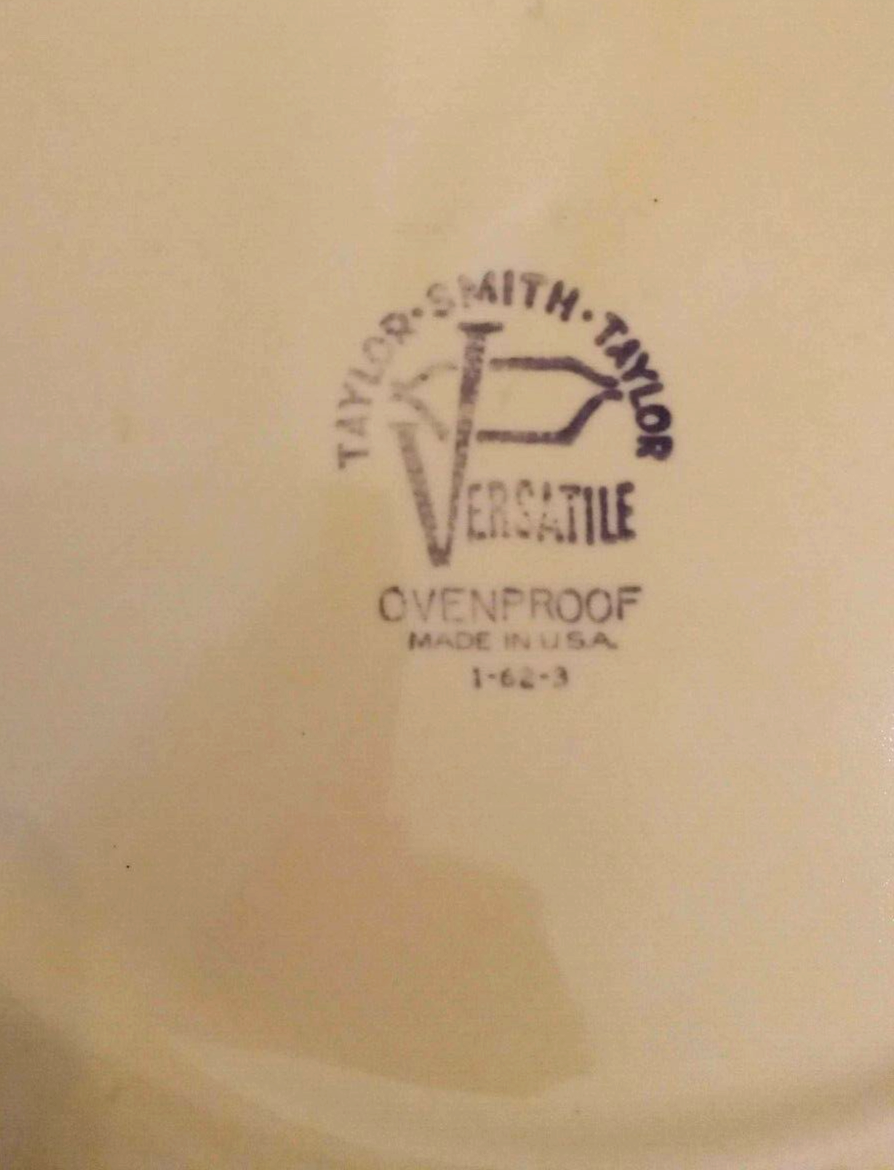 TAYLOR·SMITH·TAYLOR
VERSATILE
OVENPROOF
MADE IN U.S.A.
1-62-3